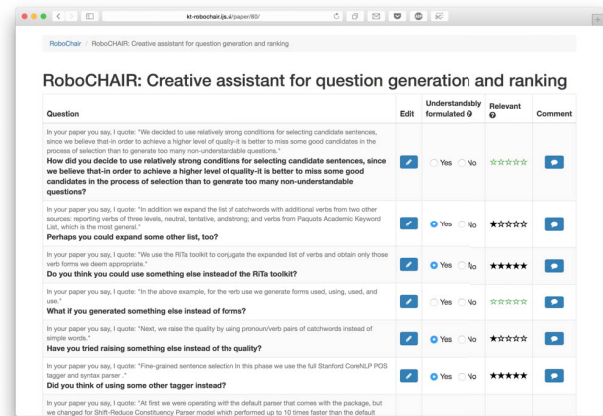 kt-robochair.ijs.si/paper/80/
RoboChair / RoboCHAIR: Creative assistant for question generation and ranking
RoboCHAIR: Creative assistant for question generation and ranking
Question Edit Understandably formulated Relevant Comment
In your paper you say, I quote: "We decided to use relatively strong conditions for selecting candidate sentences,
since we believe that-in order to achieve a higher level of quality-it is better to miss some good candidates in the
process of selection than to generate too many non-understandable questions."
How did you decide to use relatively strong conditions for selecting candidate sentences, since
we believe that-in order to achieve a higher level of quality-it is better to miss some good
candidates in the process of selection than to generate too many non-understandable
questions?
Yes No
In your paper you say, I quote: "In addition we expand the list of catchwords with additional verbs from two other
sources: reporting verbs of three levels, neutral, tentative, andstrong; and verbs from Paquots Academic Keyword
List, which is the most general."
Perhaps you could expand some other list, too?
Yes No
In your paper you say, I quote: "We use the RiTa toolkit to conjugate the expanded list of verbs and obtain only those
verb forms we deem appropriate."
Do you think you could use something else instead of the RiTa toolkit?
Yes No
In your paper you say, I quote: "In the above example, for the verb use we generate forms used, using, used, and
use."
What if you generated something else instead of forms?
Yes No
In your paper you say, I quote: "Next, we raise the quality by using pronoun/verb pairs of catchwords instead of
simple words."
Have you tried raising something else instead of the quality?
Yes No
In your paper you say, I quote: "Fine-grained sentence selection In this phase we use the full Stanford CoreNLP POS
tagger and syntax parser ."
Did you think of using some other tagger instead?
Yes No
In your paper you say, I quote: "At first we were operating with the default parser that comes with the package, but
we changed for Shift-Reduce Constituency Parser model which performed up to 10 times faster than the default